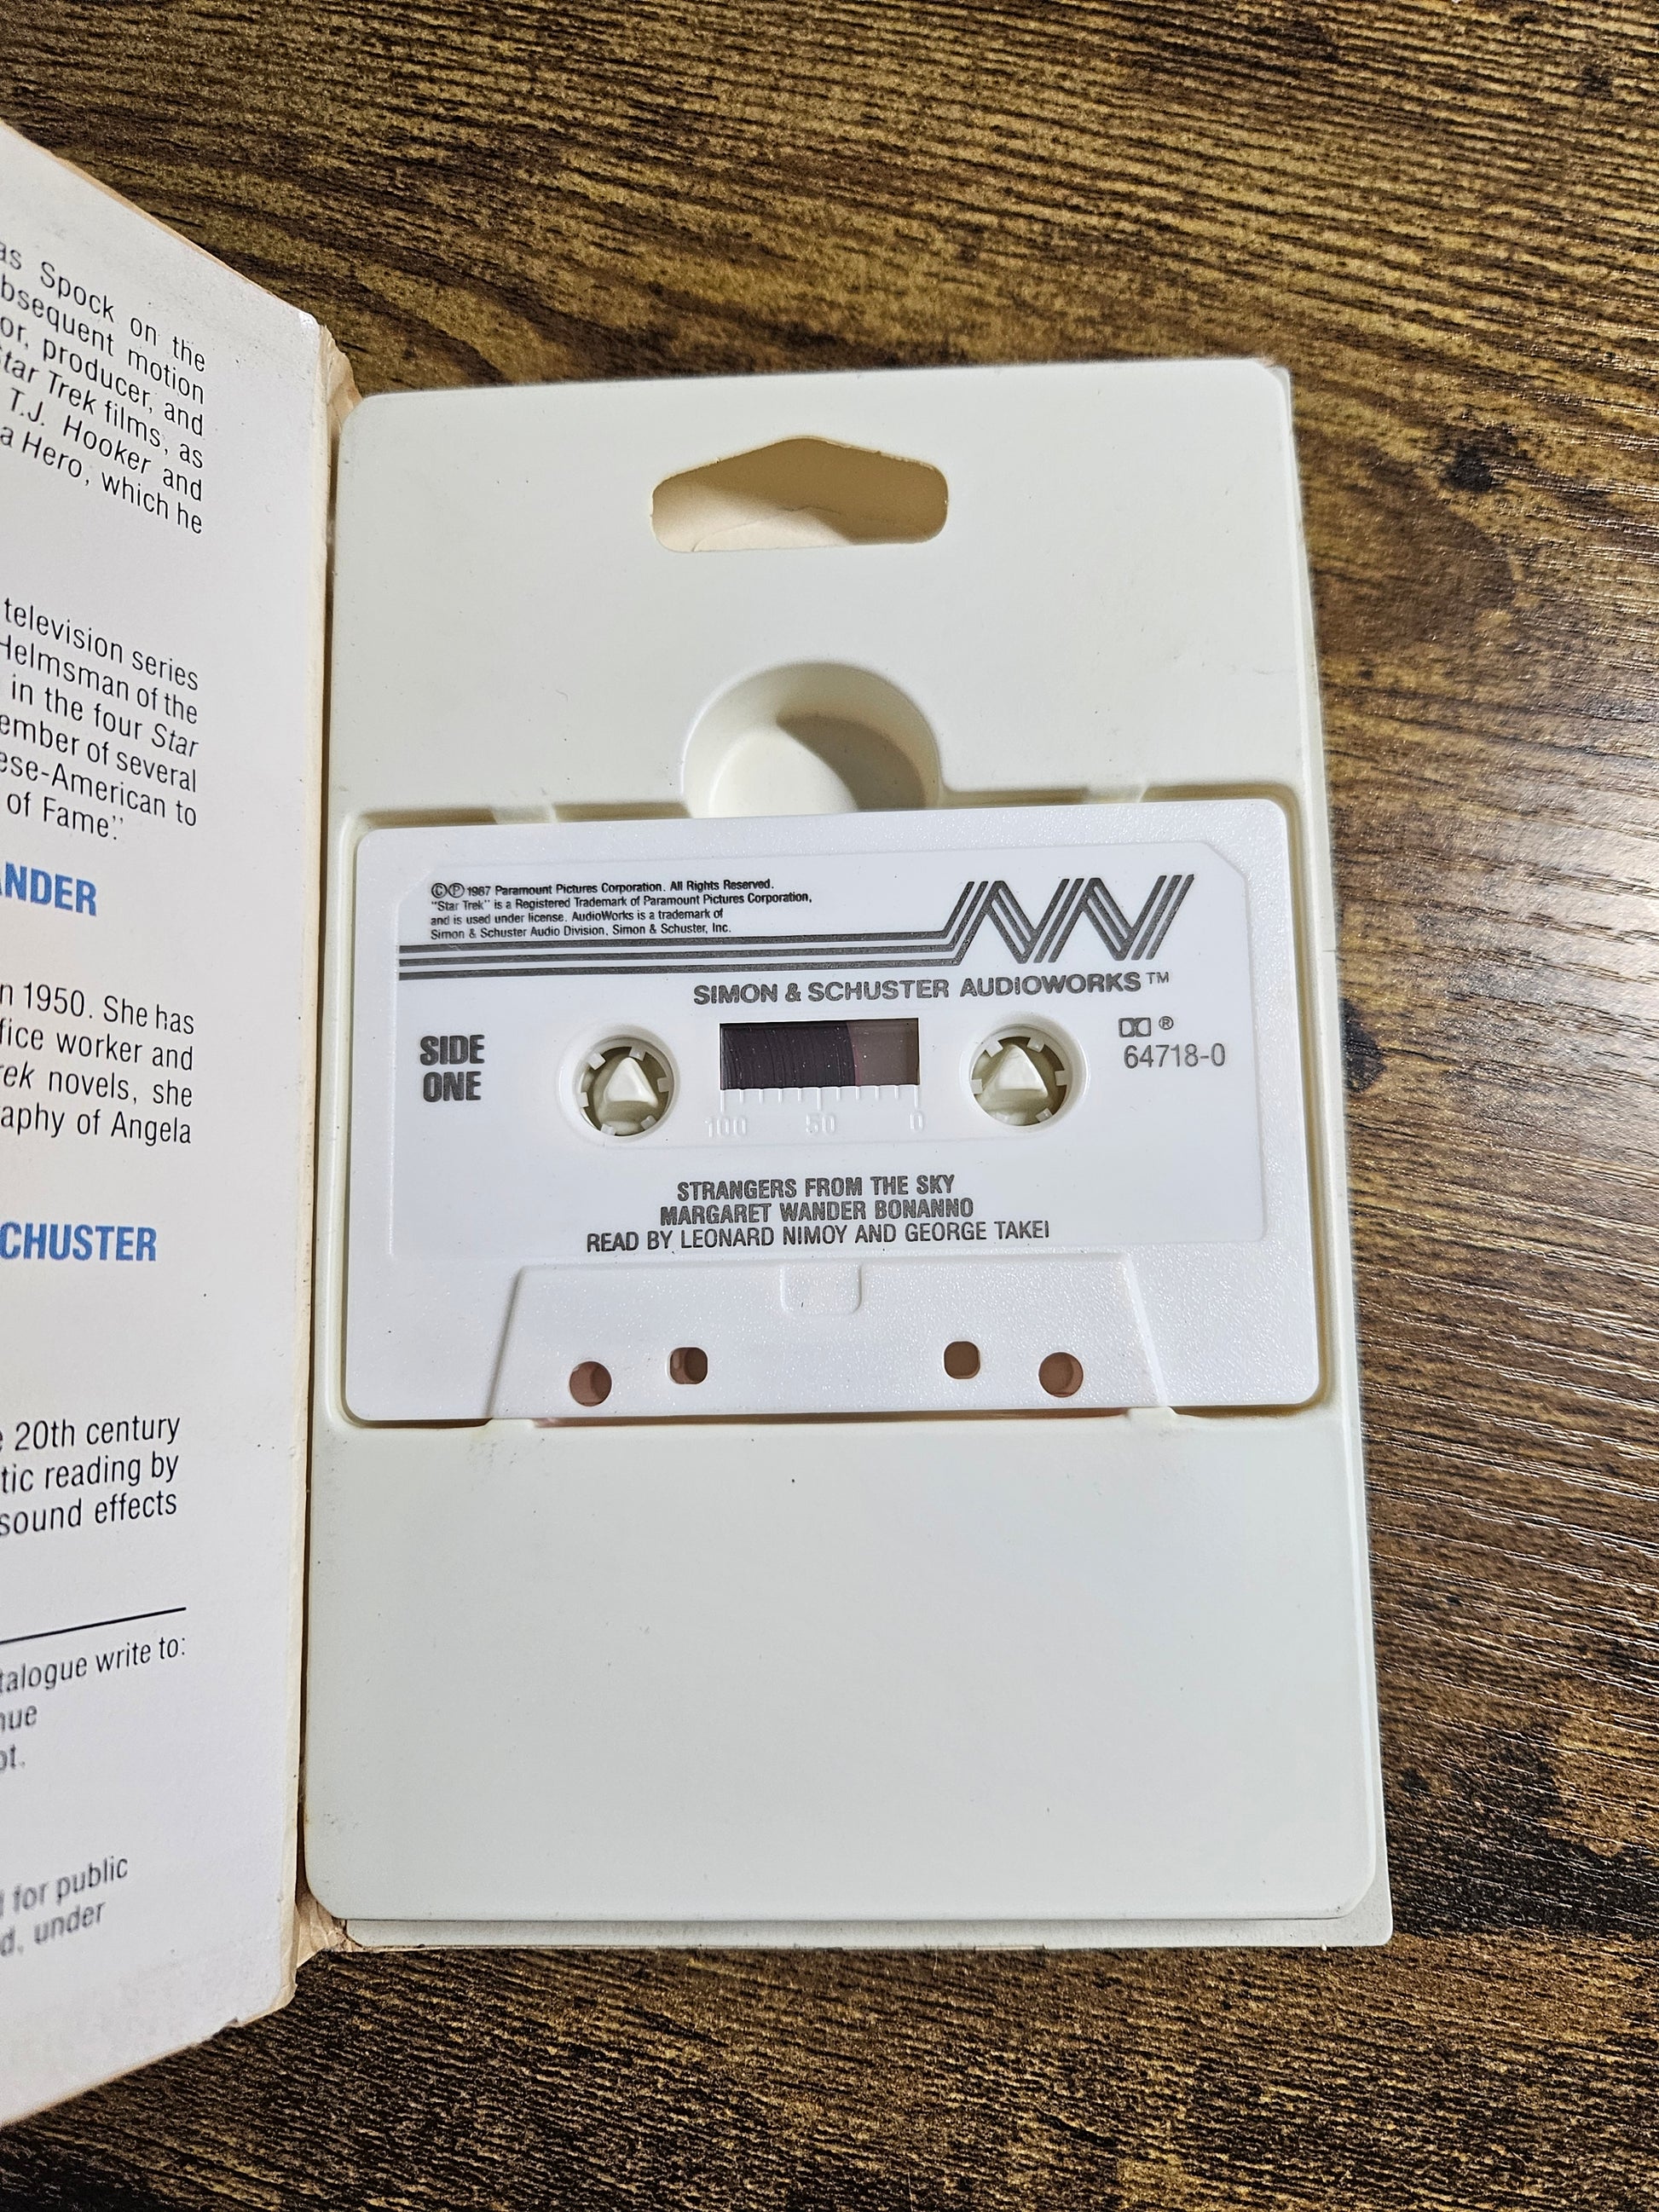 as Spock on the
bsequent motion
or, producer, and
Star Trek films, as
T.J. Hooker and
a Hero, which he
television series
Helmsman of the
in the four Star
ember of several
ese-American to
of Fame."
ANDER
n 1950. She has
fice worker and
rek novels, she
aphy of Angela
CHUSTER
20th century
tic reading by
sound effects
talogue write to:
nue
pt.
for public
d, under
©Ⓟ 1987 Paramount Pictures Corporation. All Rights Reserved.
"Star Trek" is a Registered Trademark of Paramount Pictures Corporation,
and is used under license. AudioWorks is a trademark of
Simon & Schuster Audio Division, Simon & Schuster, Inc.
SIMON & SCHUSTER AUDIOWORKS™
SIDE
ONE
®
64718-0
100 50 0
STRANGERS FROM THE SKY
MARGARET WANDER BONANNO
READ BY LEONARD NIMOY AND GEORGE TAKEI